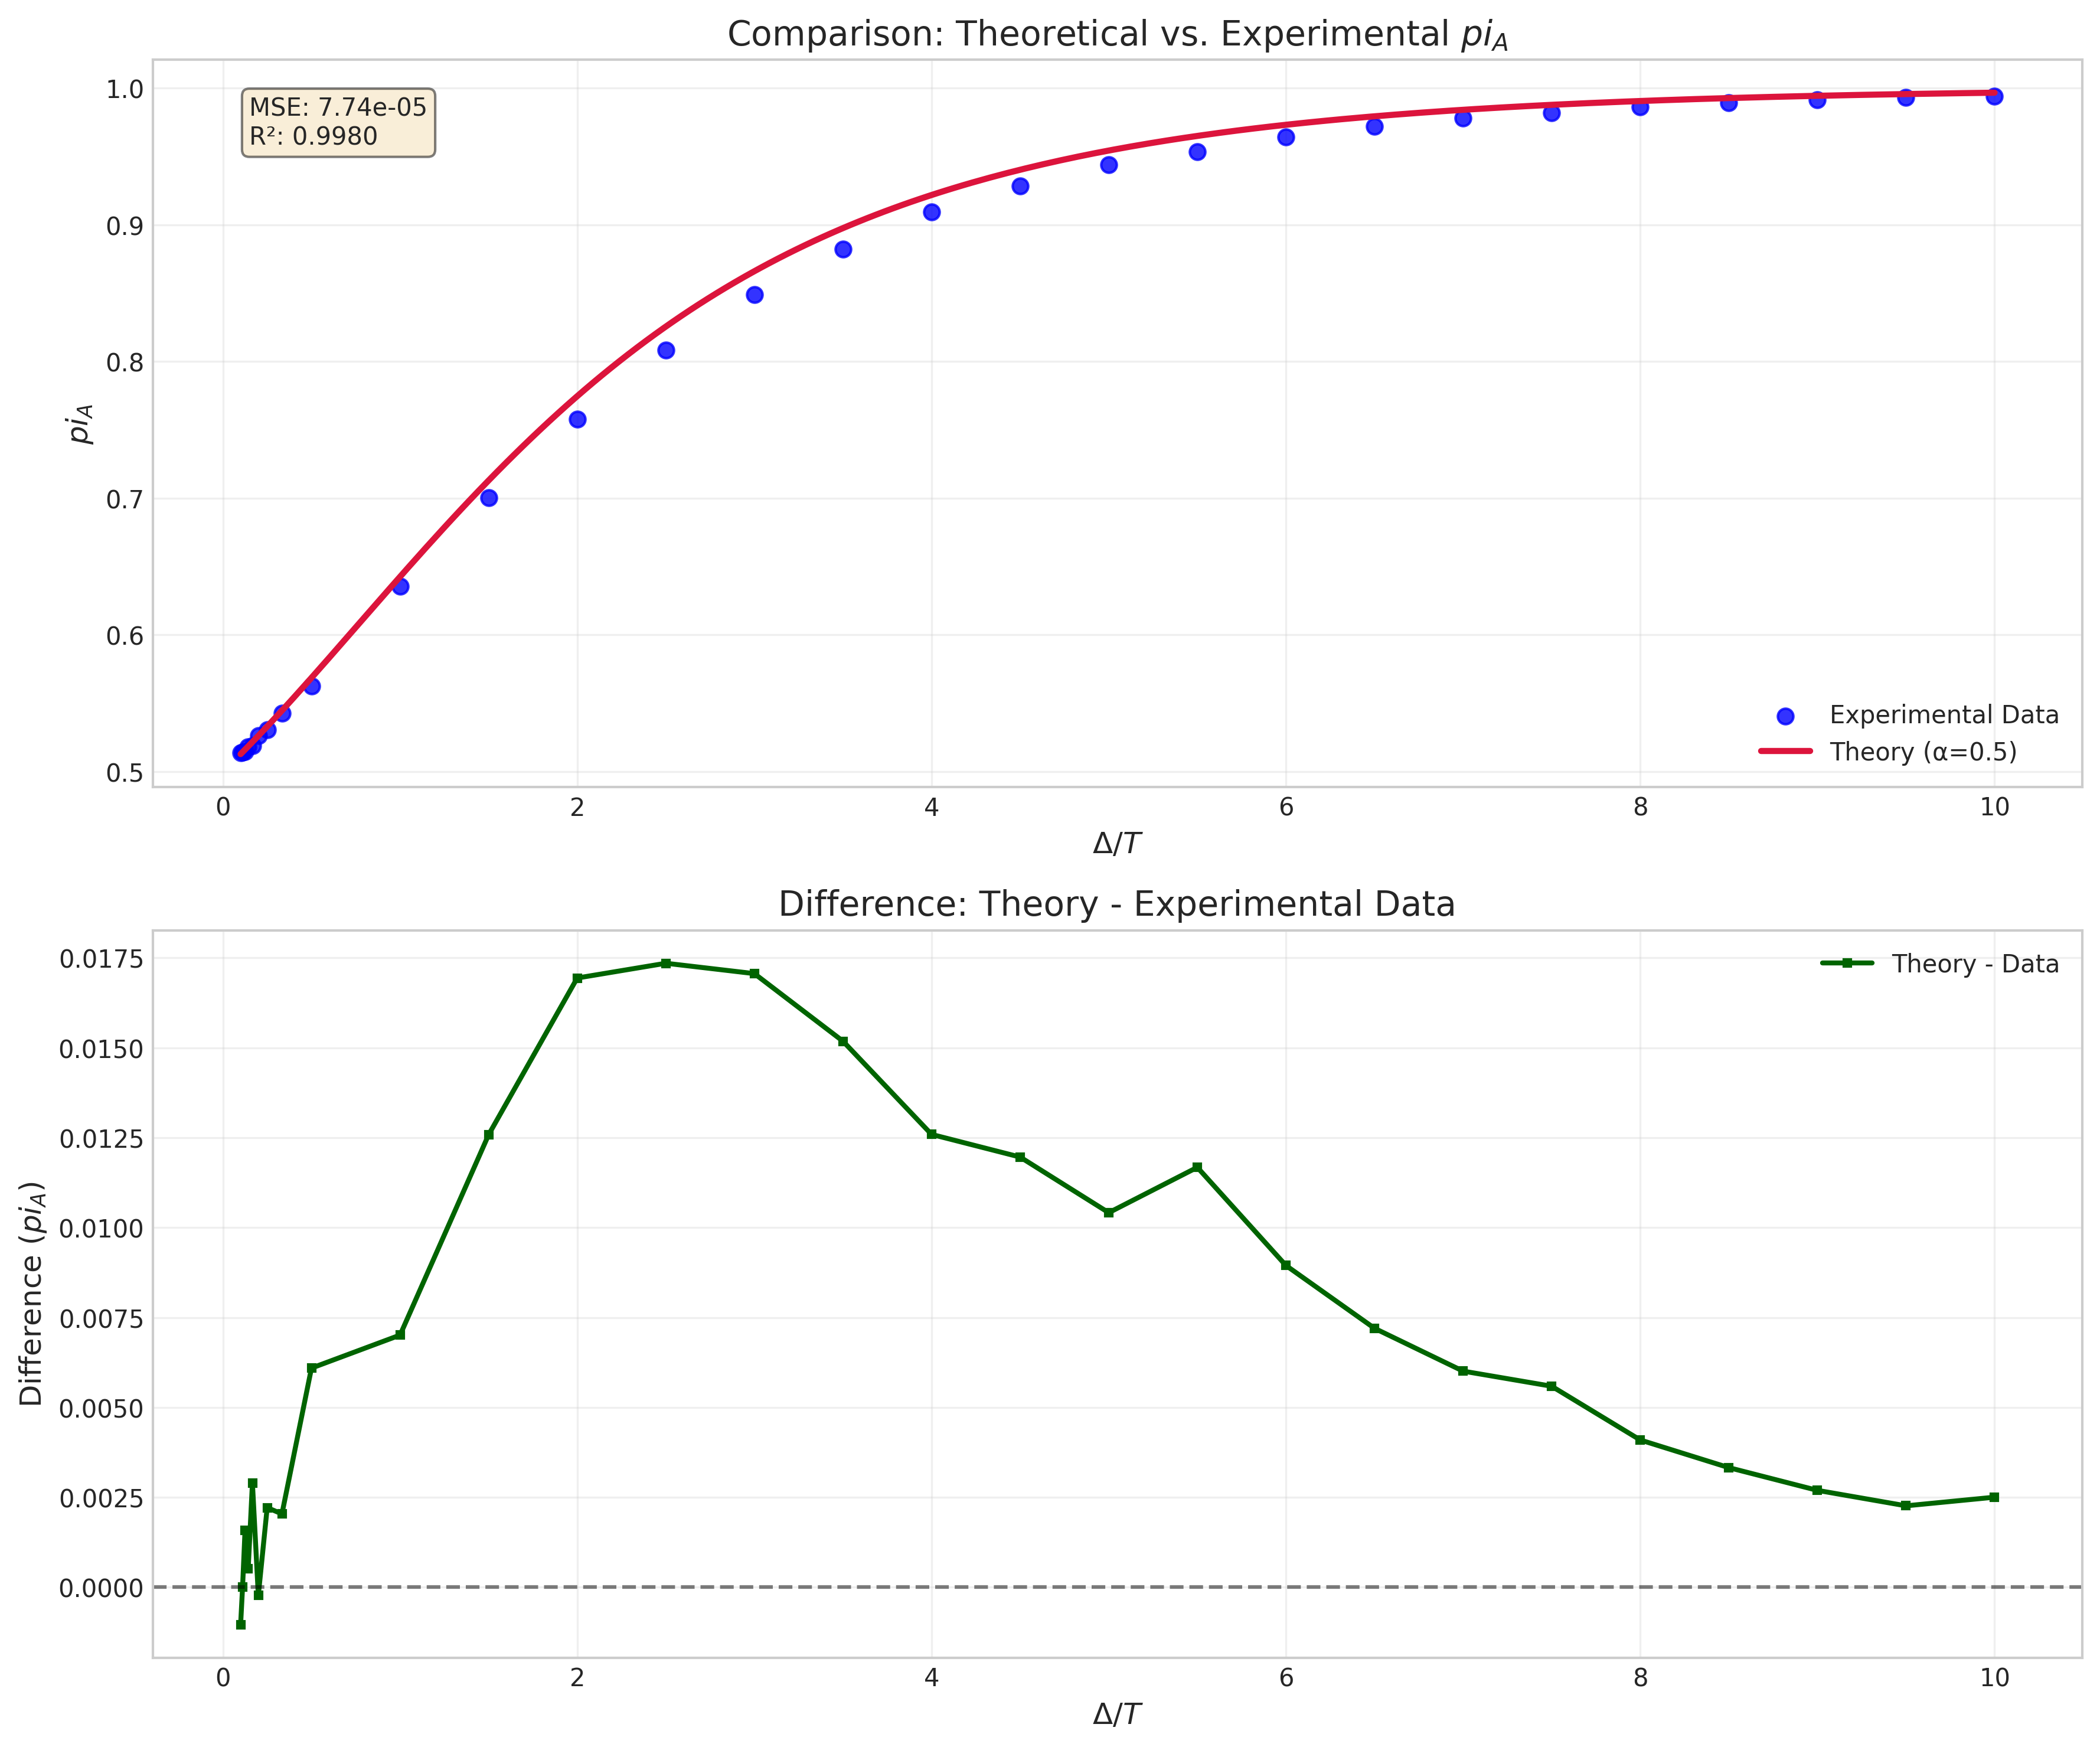 Comparison: Theoretical vs. Experimental pi_A
MSE: 7.74e-05
R²: 0.9980
1.0
0.9
0.8
0.7
0.6
0.5
pi_A
Experimental Data
Theory (α=0.5)
0 2 4 6 8 10
Δ/T
Difference: Theory - Experimental Data
Theory - Data
0.0175
0.0150
0.0125
0.0100
0.0075
0.0050
0.0025
0.0000
Difference (pi_A)
0 2 4 6 8 10
Δ/T